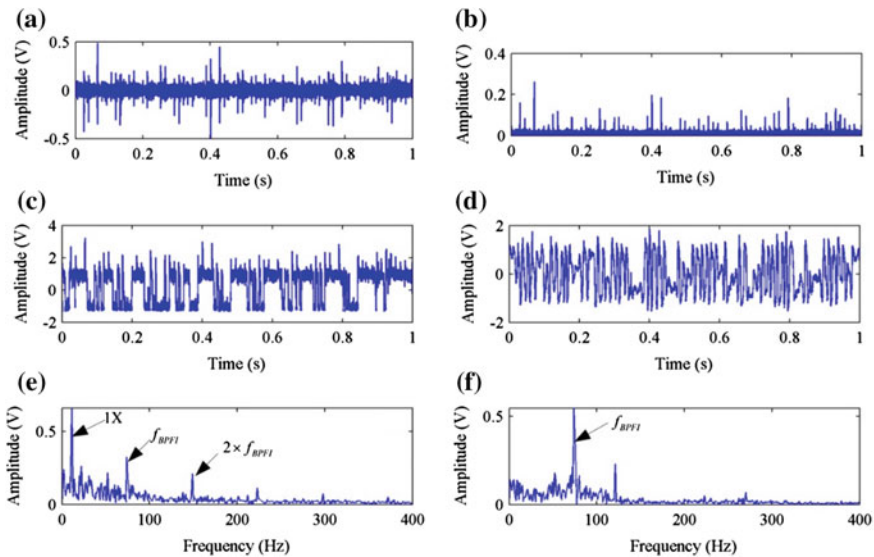 (a)
Amplitude (V)
0.5
0
-0.5
0 0.2 0.4 0.6 0.8 1
Time (s)
(b)
Amplitude (V)
0.4
0.2
0
0 0.2 0.4 0.6 0.8 1
Time (s)
(c)
Amplitude (V)
4
2
0
-2
0 0.2 0.4 0.6 0.8 1
Time (s)
(d)
Amplitude (V)
2
0
-2
0 0.2 0.4 0.6 0.8 1
Time (s)
(e)
Amplitude (V)
0.5
0
1X
f_BPFI
2× f_BPFI
0 100 200 300 400
Frequency (Hz)
(f)
Amplitude (V)
0.5
0
f_BPFI
0 100 200 300 400
Frequency (Hz)